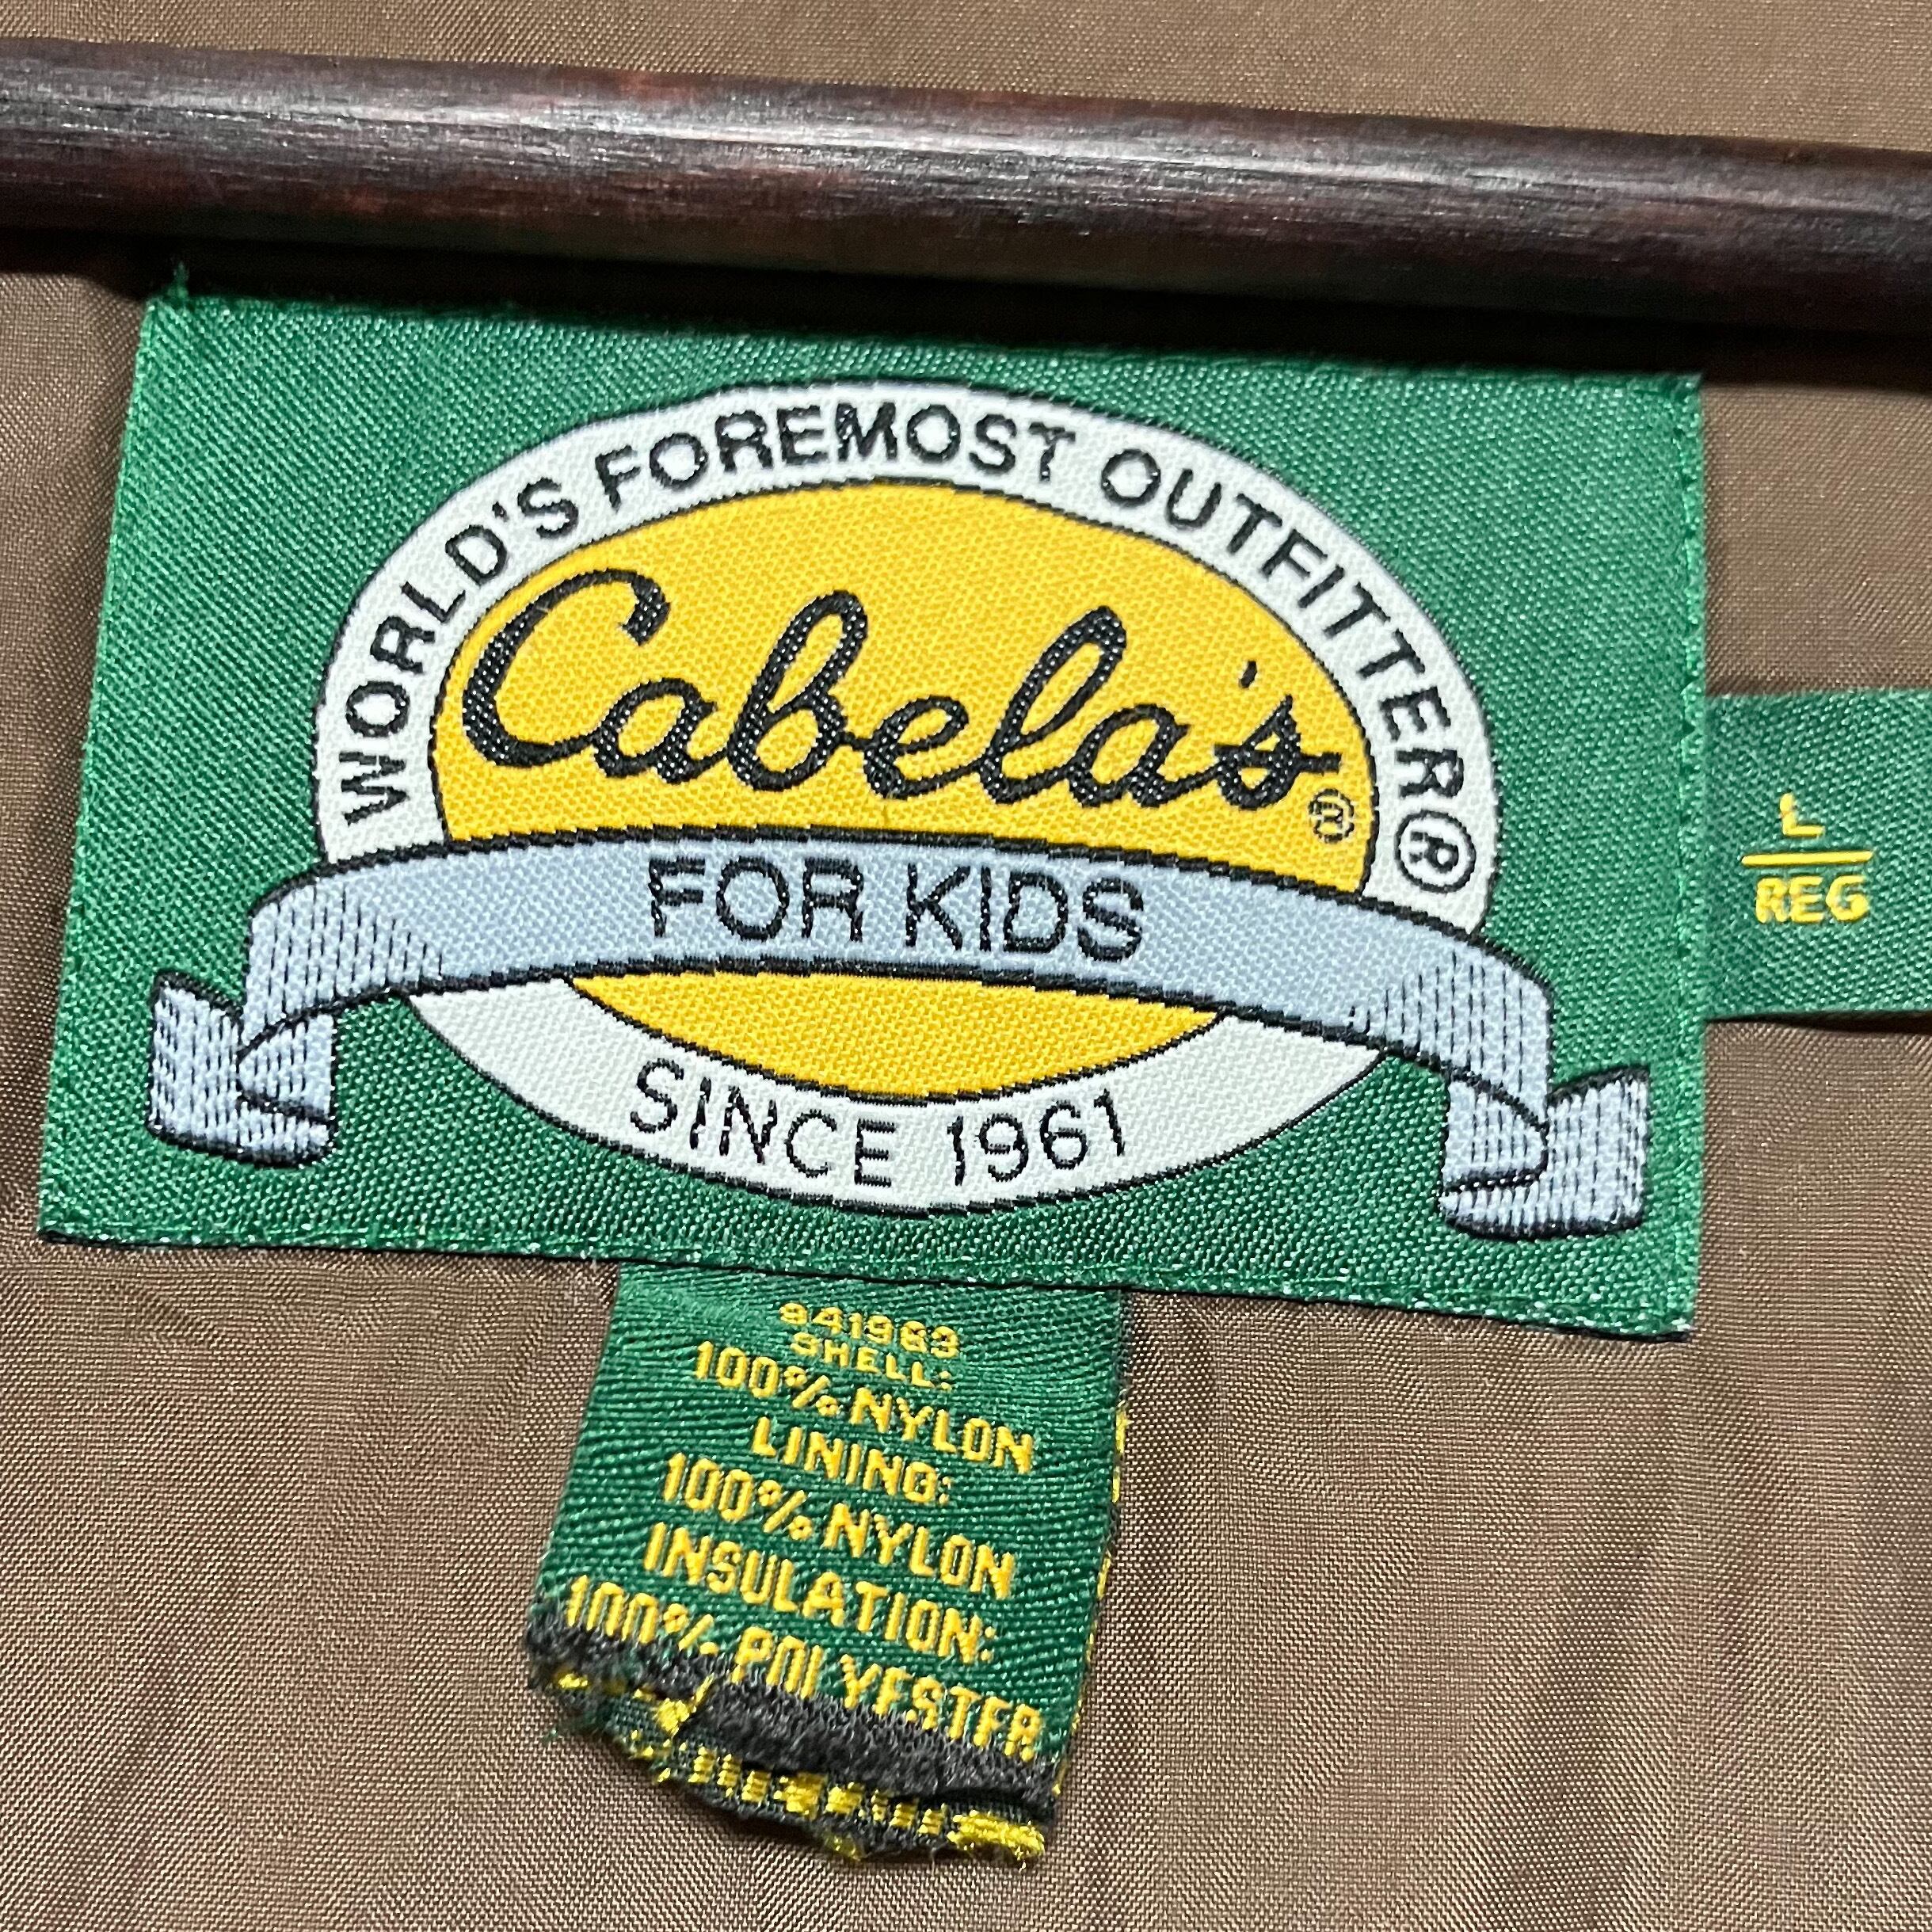 WORLD'S FOREMOST OUTFITTER®
Cabela's®
FOR KIDS
SINCE 1961
L
REG
941963
SHELL:
100% NYLON
LINING:
100% NYLON
INSULATION:
100% POLYESTER